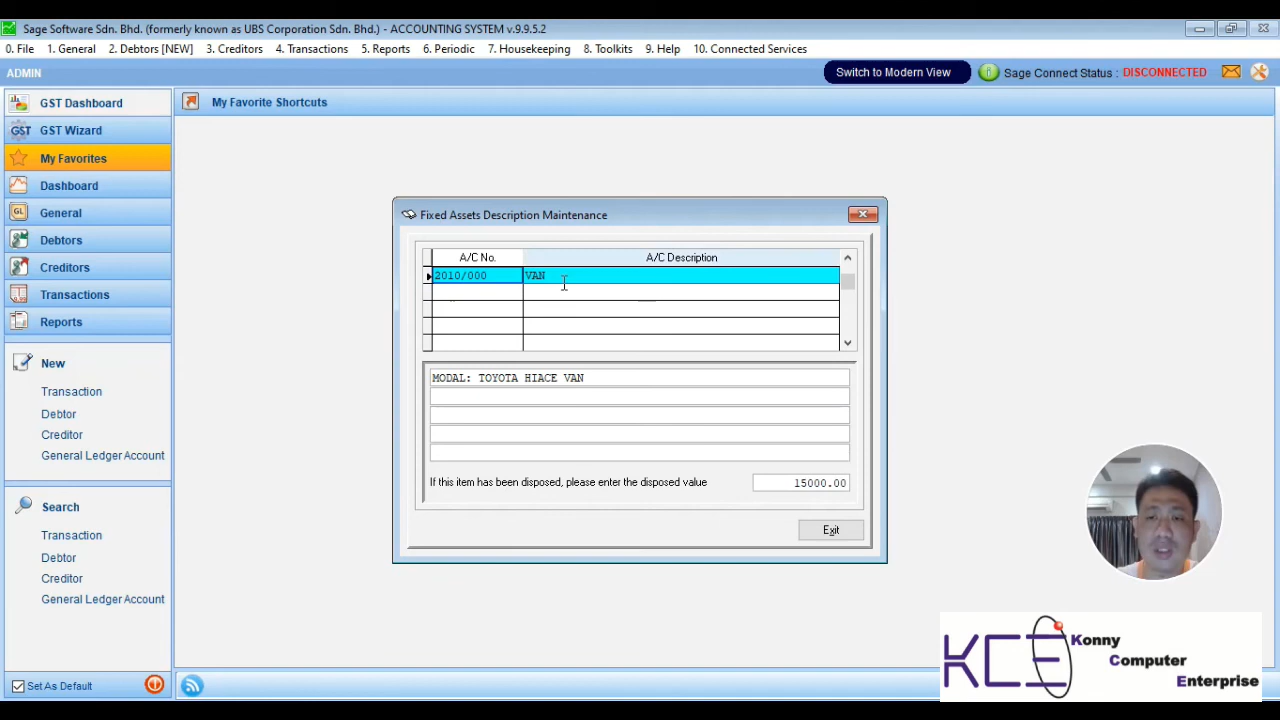 Sage Software Sdn. Bhd. (formerly known as UBS Corporation Sdn. Bhd.) - ACCOUNTING SYSTEM v.9.9.5.2
0. File 1. General 2. Debtors [NEW] 3. Creditors 4. Transactions 5. Reports 6. Periodic 7. Housekeeping 8. Toolkits 9. Help 10. Connected Services
ADMIN
Switch to Modern View
Sage Connect Status : DISCONNECTED
GST Dashboard
My Favorite Shortcuts
GST GST Wizard
My Favorites
Dashboard
GL General
Debtors
Creditors
Transactions
Reports
New
Transaction
Debtor
Creditor
General Ledger Account
Search
Transaction
Debtor
Creditor
General Ledger Account
Set As Default
Fixed Assets Description Maintenance
A/C No. A/C Description
2010/000 VAN
MODAL: TOYOTA HIACE VAN
If this item has been disposed, please enter the disposed value 15000.00
Exit
KCE
Konny
Computer
Enterprise